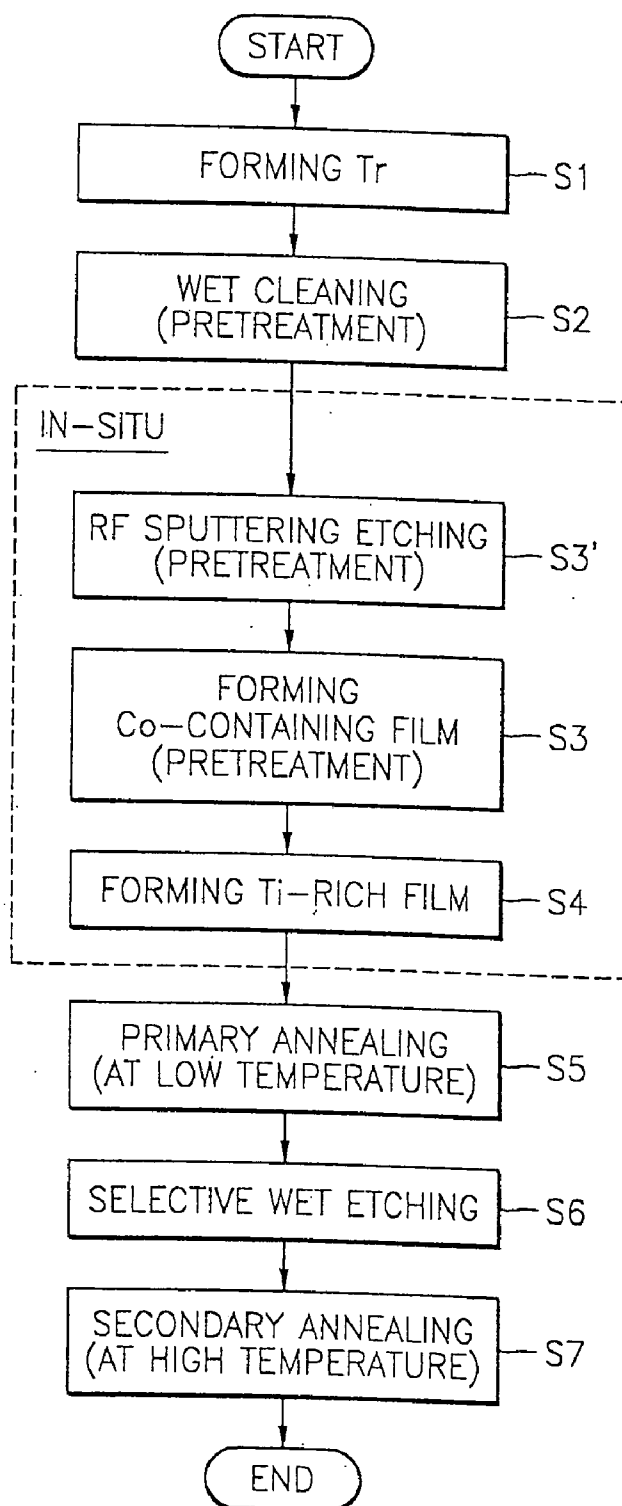 START
FORMING Tr
S1
WET CLEANING
(PRETREATMENT)
S2
IN-SITU
RF SPUTTERING ETCHING
(PRETREATMENT)
S3'
FORMING
Co-CONTAINING FILM
(PRETREATMENT)
S3
FORMING Ti-RICH FILM
S4
PRIMARY ANNEALING
(AT LOW TEMPERATURE)
S5
SELECTIVE WET ETCHING
S6
SECONDARY ANNEALING
(AT HIGH TEMPERATURE)
S7
END